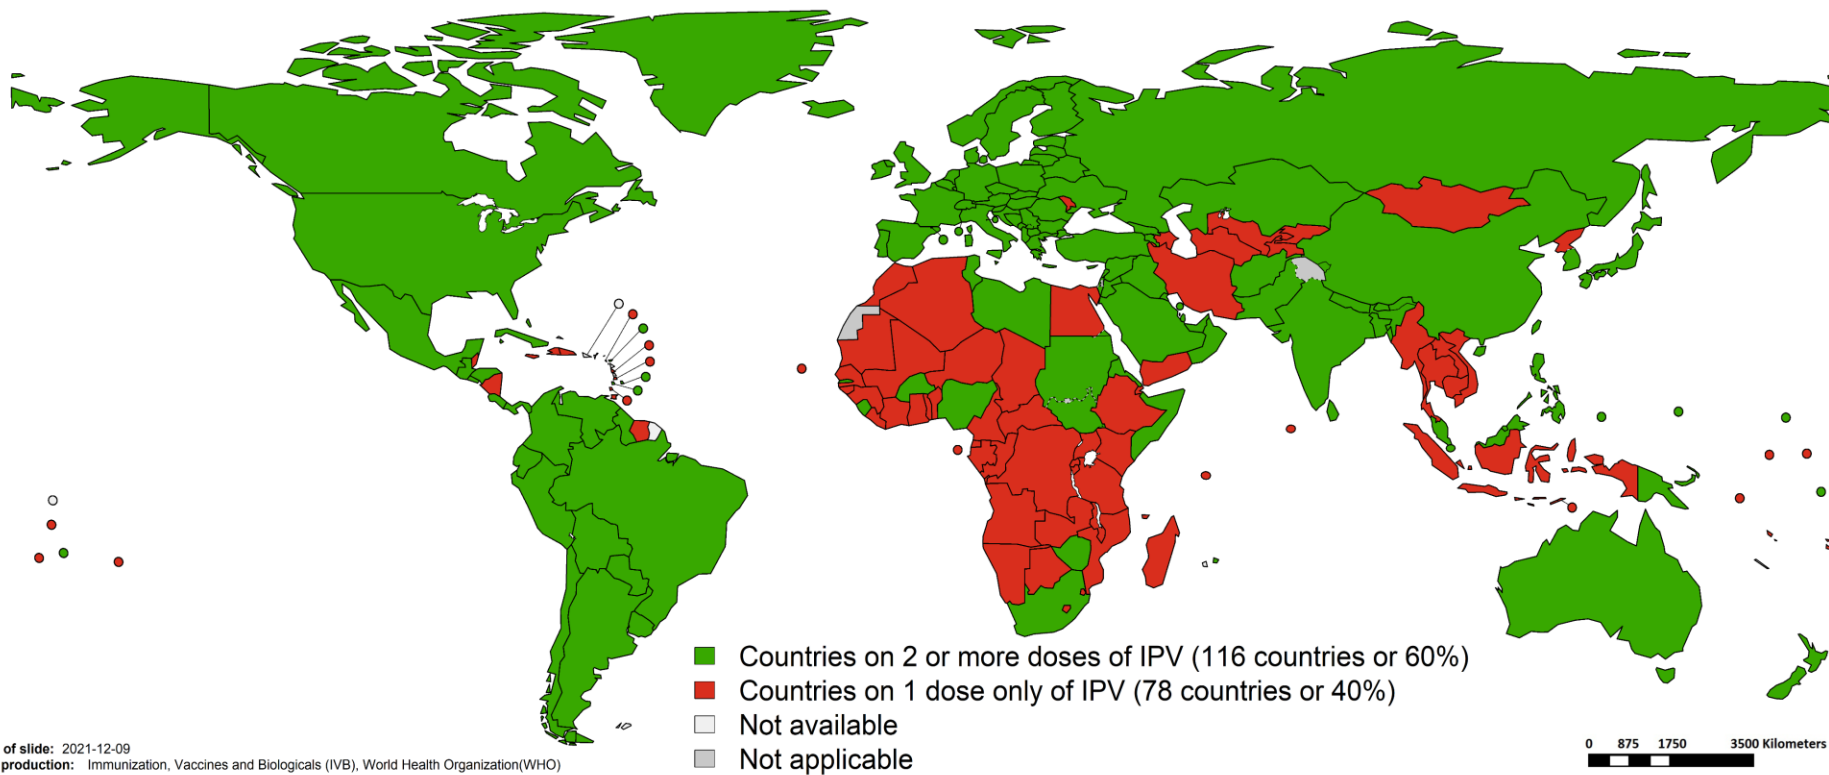 Countries on 2 or more doses of IPV (116 countries or 60%)
Countries on 1 dose only of IPV (78 countries or 40%)
Not available
Not applicable
of slide: 2021-12-09
production: Immunization, Vaccines and Biologicals (IVB), World Health Organization(WHO)
0 875 1750 3500 Kilometers